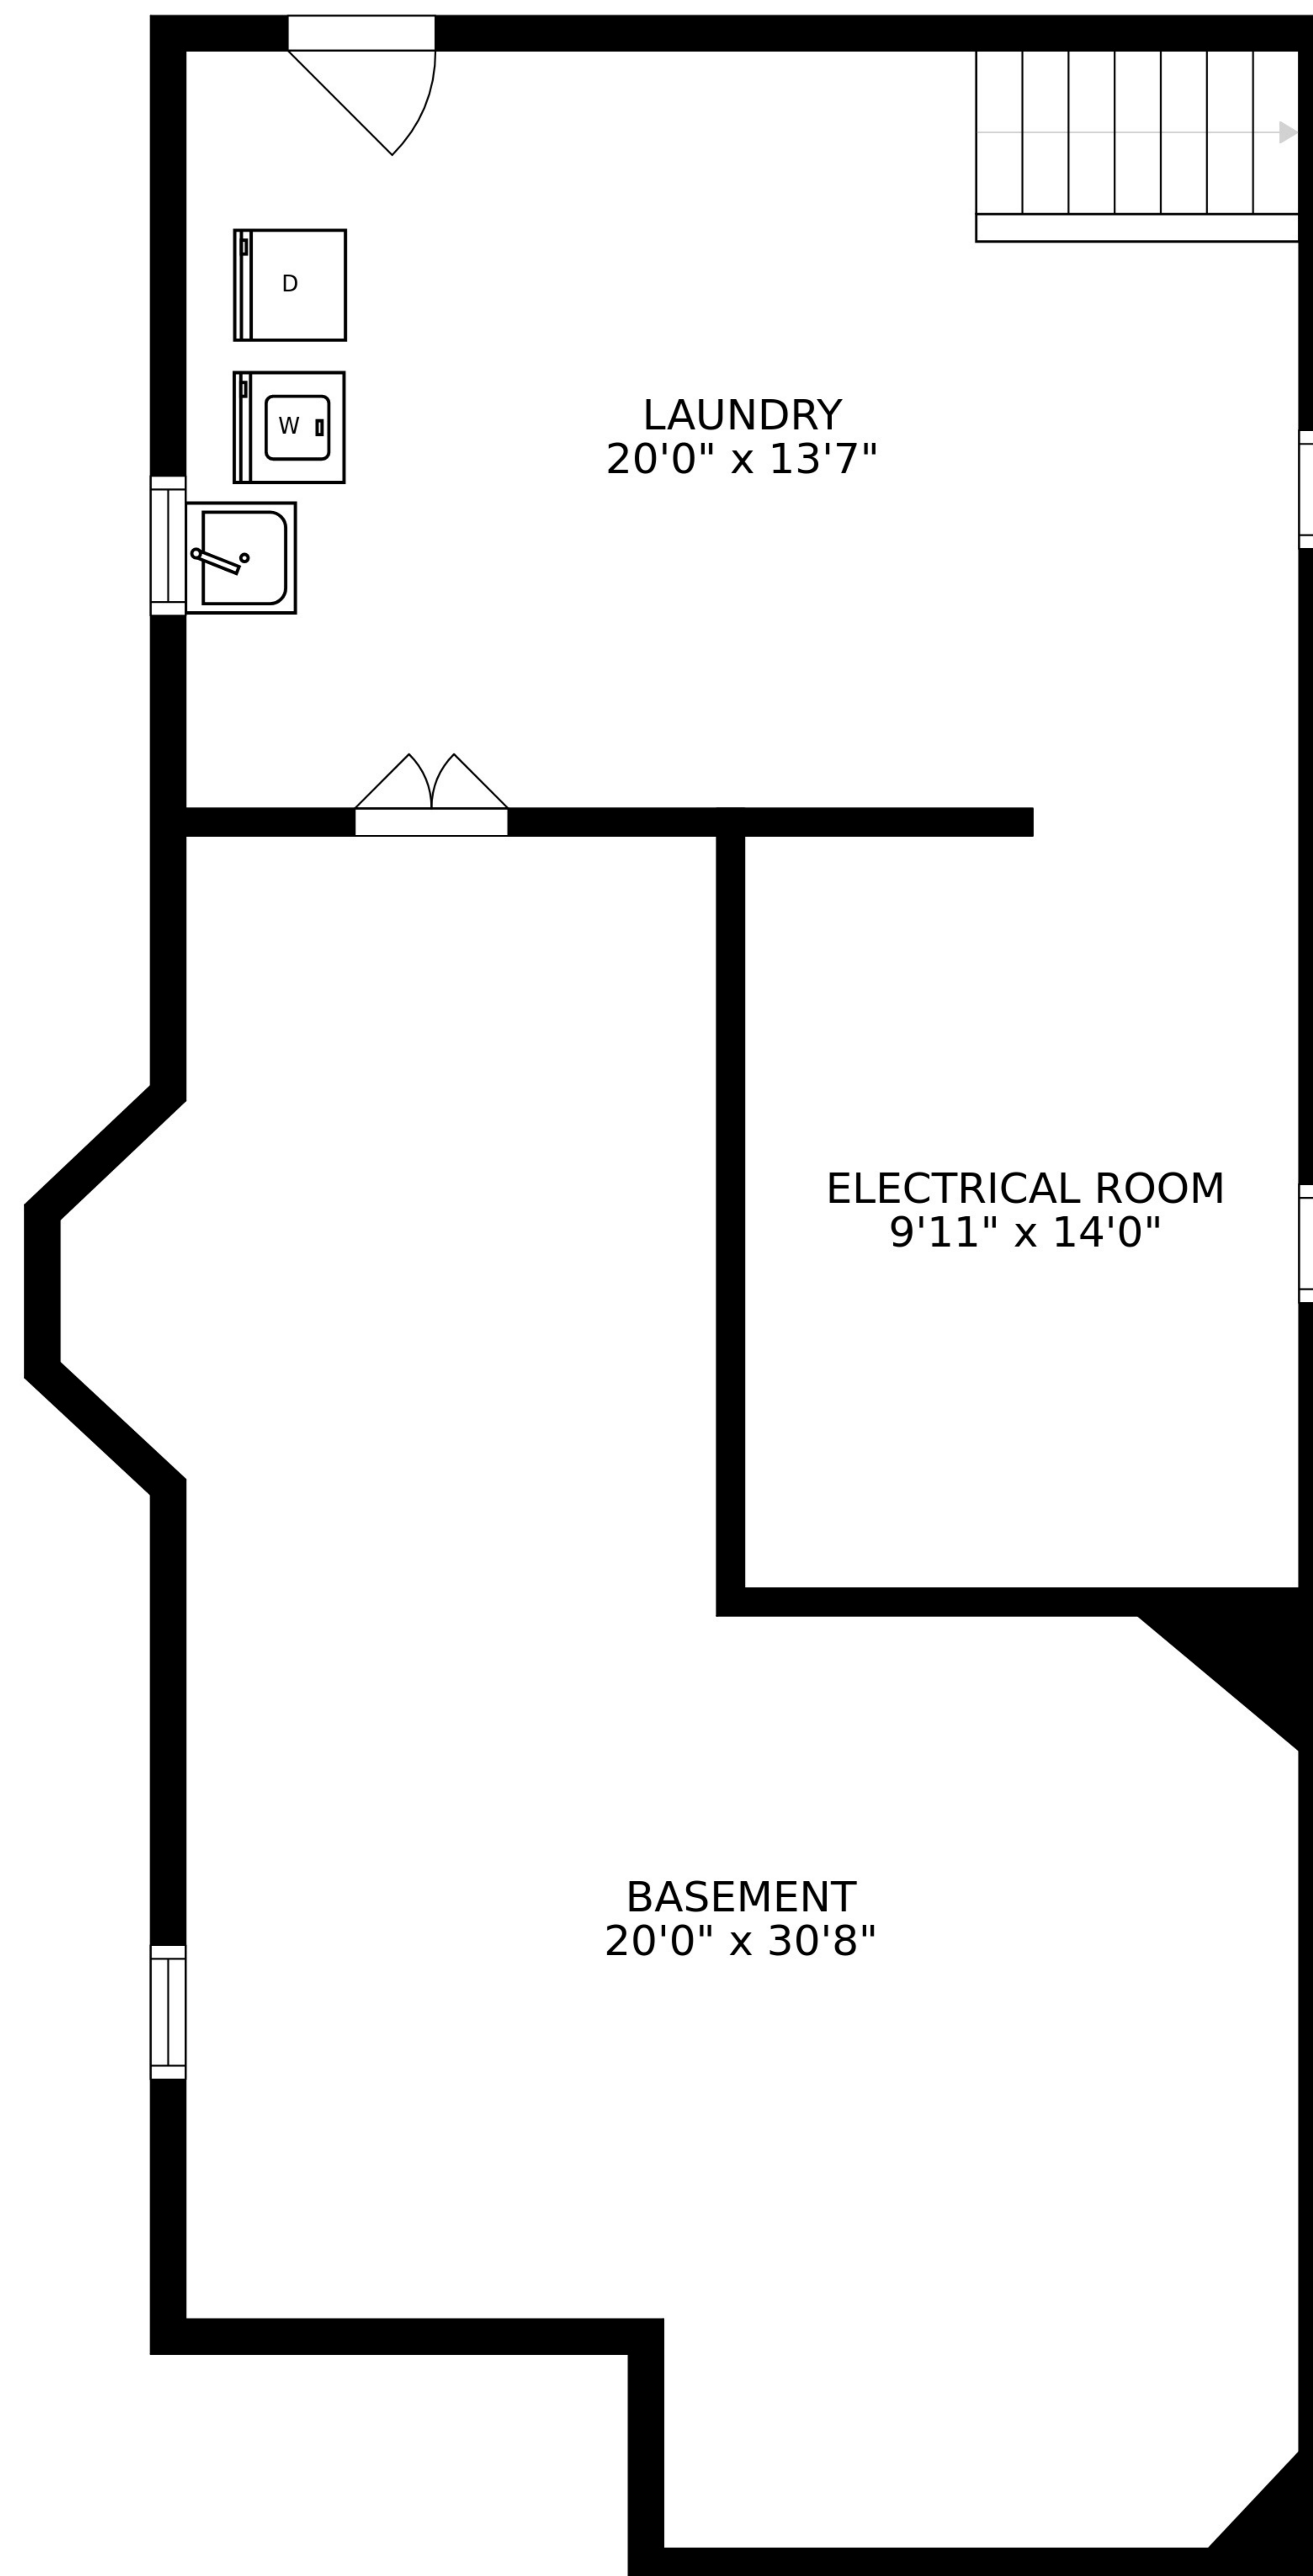 D
W
LAUNDRY
20'0" x 13'7"
ELECTRICAL ROOM
9'11" x 14'0"
BASEMENT
20'0" x 30'8"